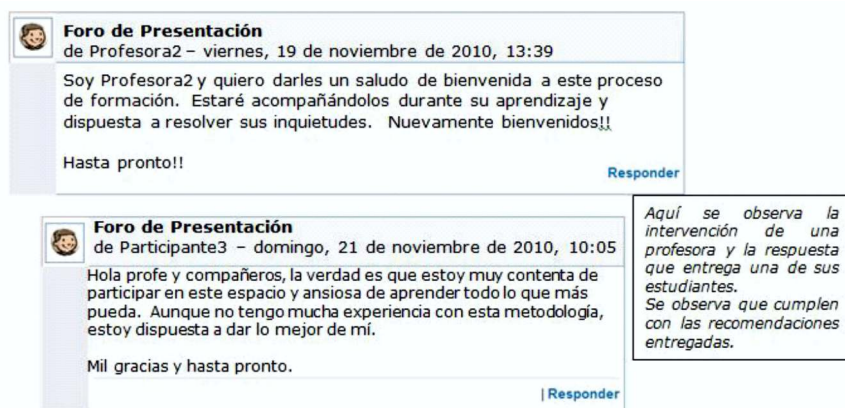 Foro de Presentación
de Profesora2 – viernes, 19 de noviembre de 2010, 13:39
Soy Profesora2 y quiero darles un saludo de bienvenida a este proceso
de formación. Estaré acompañándolos durante su aprendizaje y
dispuesta a resolver sus inquietudes. Nuevamente bienvenidos!!
Hasta pronto!!
Responder
Foro de Presentación
de Participante3 – domingo, 21 de noviembre de 2010, 10:05
Hola profe y compañeros, la verdad es que estoy muy contenta de
participar en este espacio y ansiosa de aprender todo lo que más
pueda. Aunque no tengo mucha experiencia con esta metodología,
estoy dispuesta a dar lo mejor de mí.
Mil gracias y hasta pronto.
| Responder
Aquí se observa la
intervención de una
profesora y la respuesta
que entrega una de sus
estudiantes.
Se observa que cumplen
con las recomendaciones
entregadas.